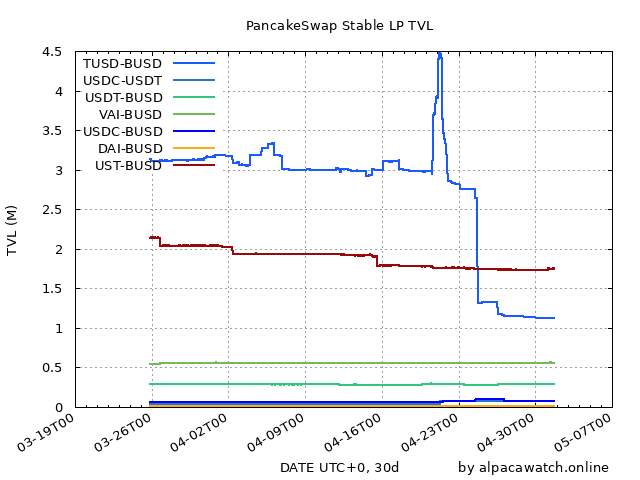 PancakeSwap Stable LP TVL
4.5
4
3.5
3
2.5
2
1.5
1
0.5
0
TVL (M)
TUSD-BUSD
USDC-USDT
USDT-BUSD
VAI-BUSD
USDC-BUSD
DAI-BUSD
UST-BUSD
03-19T00
03-26T00
04-02T00
04-09T00
04-16T00
04-23T00
04-30T00
05-07T00
DATE UTC+0, 30d
by alpacawatch.online